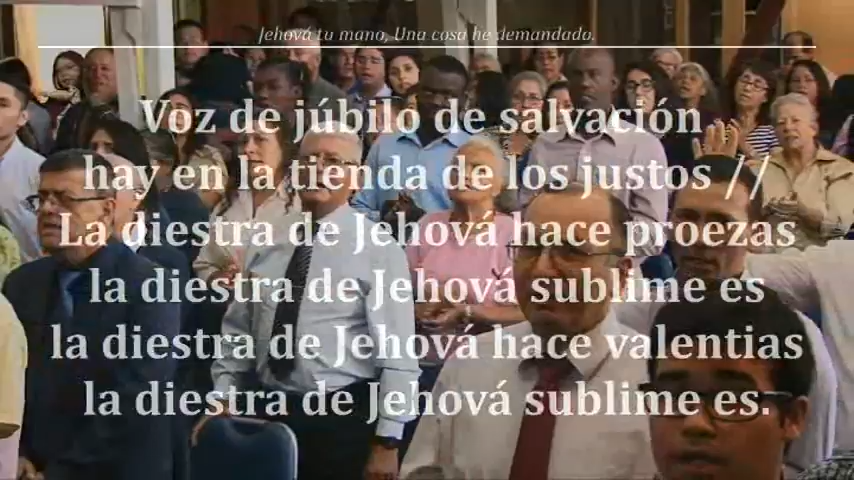 Jehová tu mano, Una cosa he demandado.
Voz de júbilo de salvación
hay en la tienda de los justos //
La diestra de Jehová hace proezas
la diestra de Jehová sublime es
la diestra de Jehová hace valentias
la diestra de Jehová sublime es.